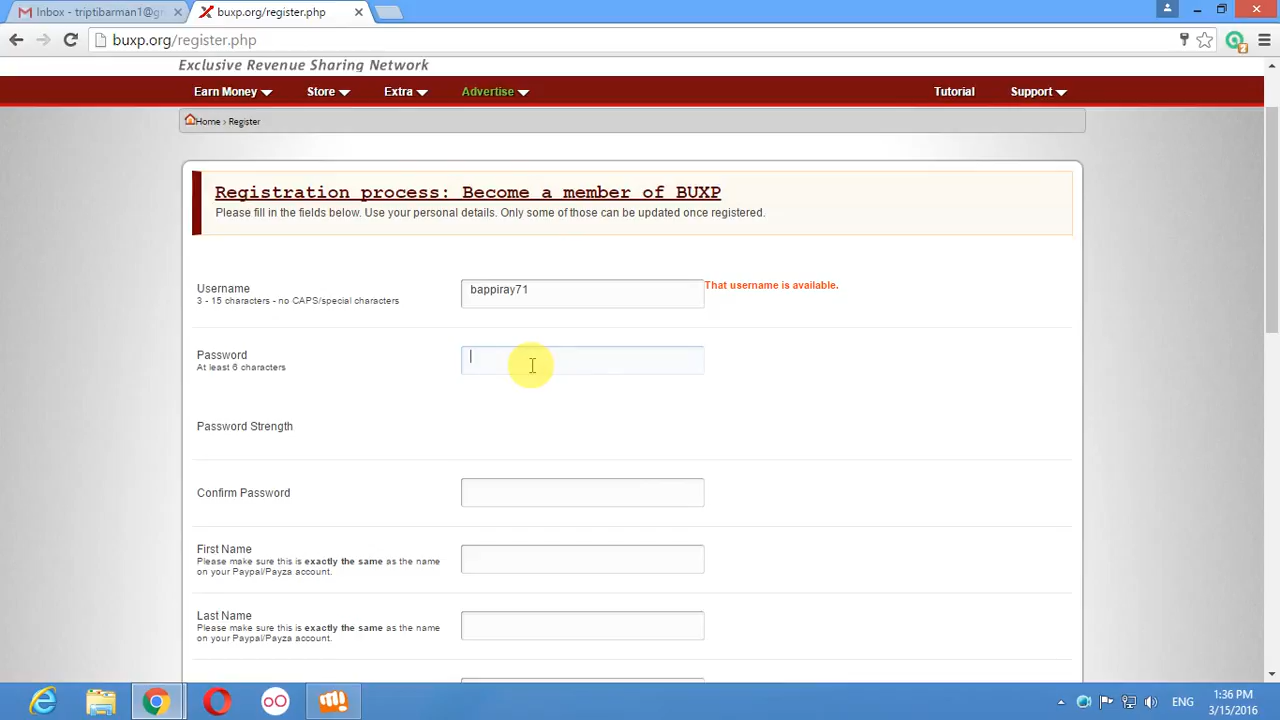 Inbox - triptibarman1@g
buxp.org/register.php
buxp.org/register.php
Exclusive Revenue Sharing Network
Earn Money Store Extra Advertise Tutorial Support
Home › Register
Registration process: Become a member of BUXP
Please fill in the fields below. Use your personal details. Only some of those can be updated once registered.
Username
3 - 15 characters - no CAPS/special characters
bappiray71
That username is available.
Password
At least 6 characters
Password Strength
Confirm Password
First Name
Please make sure this is exactly the same as the name
on your Paypal/Payza account.
Last Name
Please make sure this is exactly the same as the name
on your Paypal/Payza account.
ENG
1:36 PM
3/15/2016